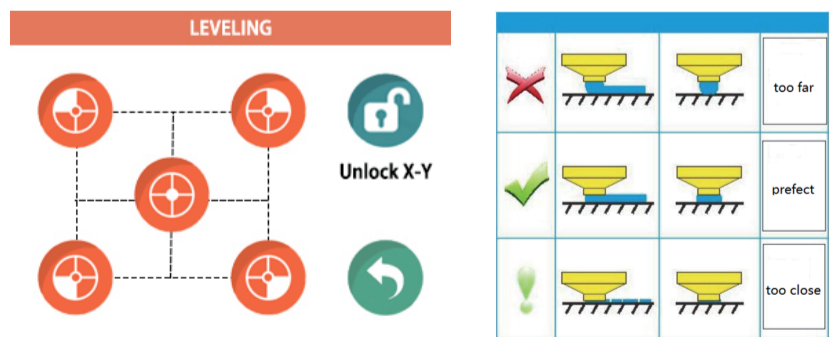 LEVELING
Unlock X-Y
too far
prefect
too close